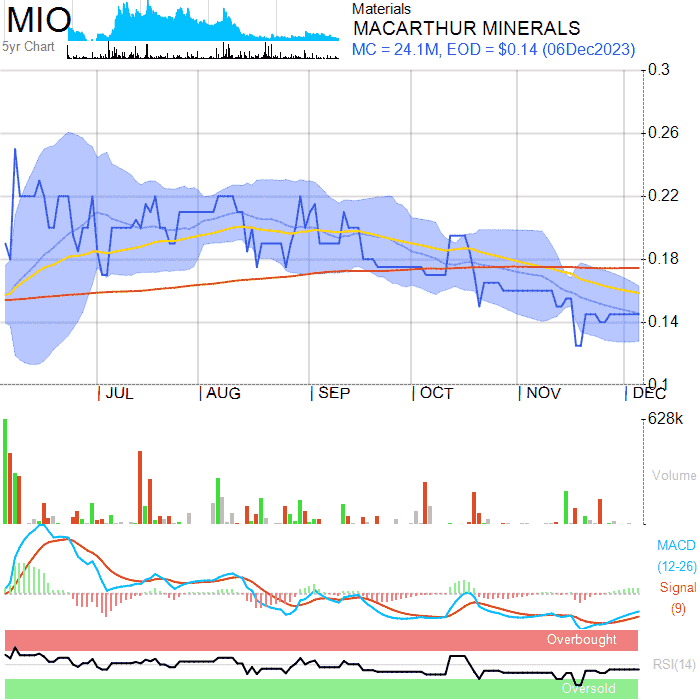 MIO
5yr Chart
Materials
MACARTHUR MINERALS
MC = 24.1M, EOD = $0.14 (06Dec2023)
0.3
0.26
0.22
0.18
0.14
0.1
JUL AUG SEP OCT NOV DEC
628k
Volume
MACD
(12-26)
Signal
(9)
Overbought
RSI(14)
Oversold